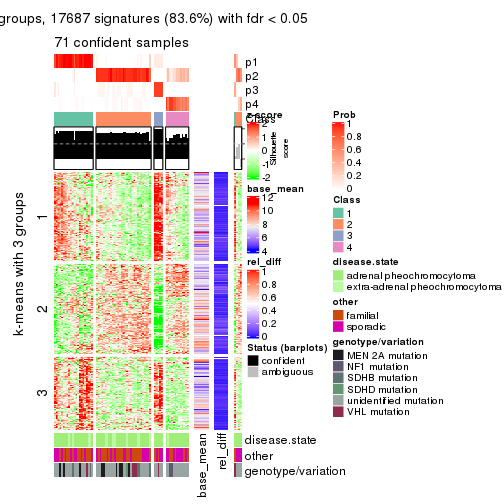 groups, 17687 signatures (83.6%) with fdr < 0.05
71 confident samples
p1
p2
p3
p4
Class
Silhouette
score
z-score
2
1
0
-1
-2
base_mean
12
10
8
6
4
rel_diff
1
0.8
0.6
0.4
0.2
0
Status (barplots)
confident
ambiguous
Prob
1
0.8
0.6
0.4
0.2
0
Class
1
2
3
4
disease.state
adrenal pheochromocytoma
extra-adrenal pheochromocytoma
other
familial
sporadic
genotype/variation
MEN 2A mutation
NF1 mutation
SDHB mutation
SDHD mutation
unidentified mutation
VHL mutation
k-means with 3 groups
1
2
3
disease.state
other
genotype/variation
base_mean
rel_diff